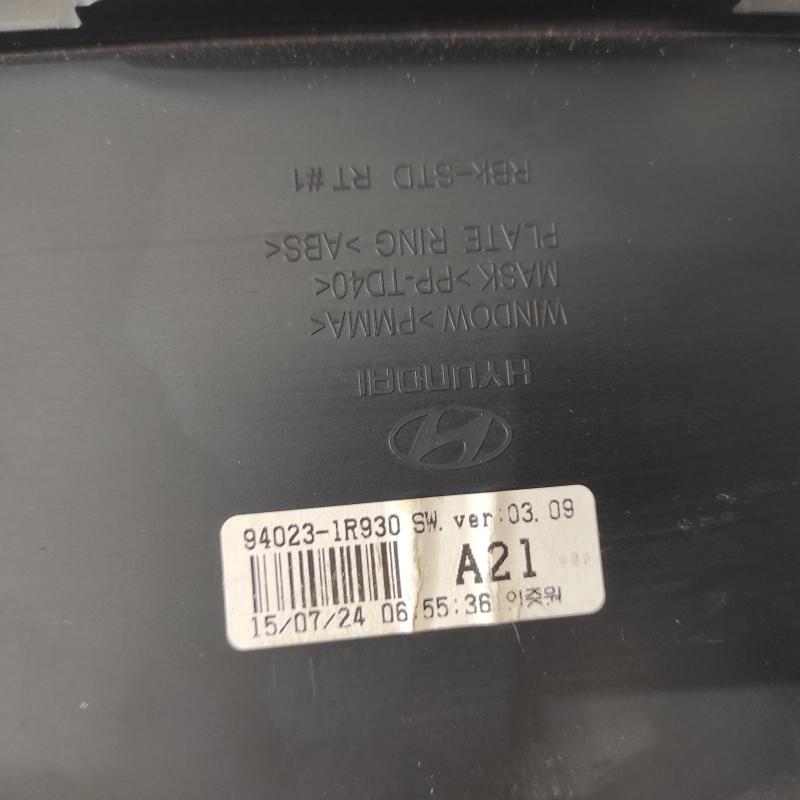 HYUNDAI
WINDOW>PMMA<
MASK>PP-TD40<
PLATE RING >ABS<
RBK-STD RT #1
94023-1R930 SW. ver:03.09
A21
15/07/24 06:55:36